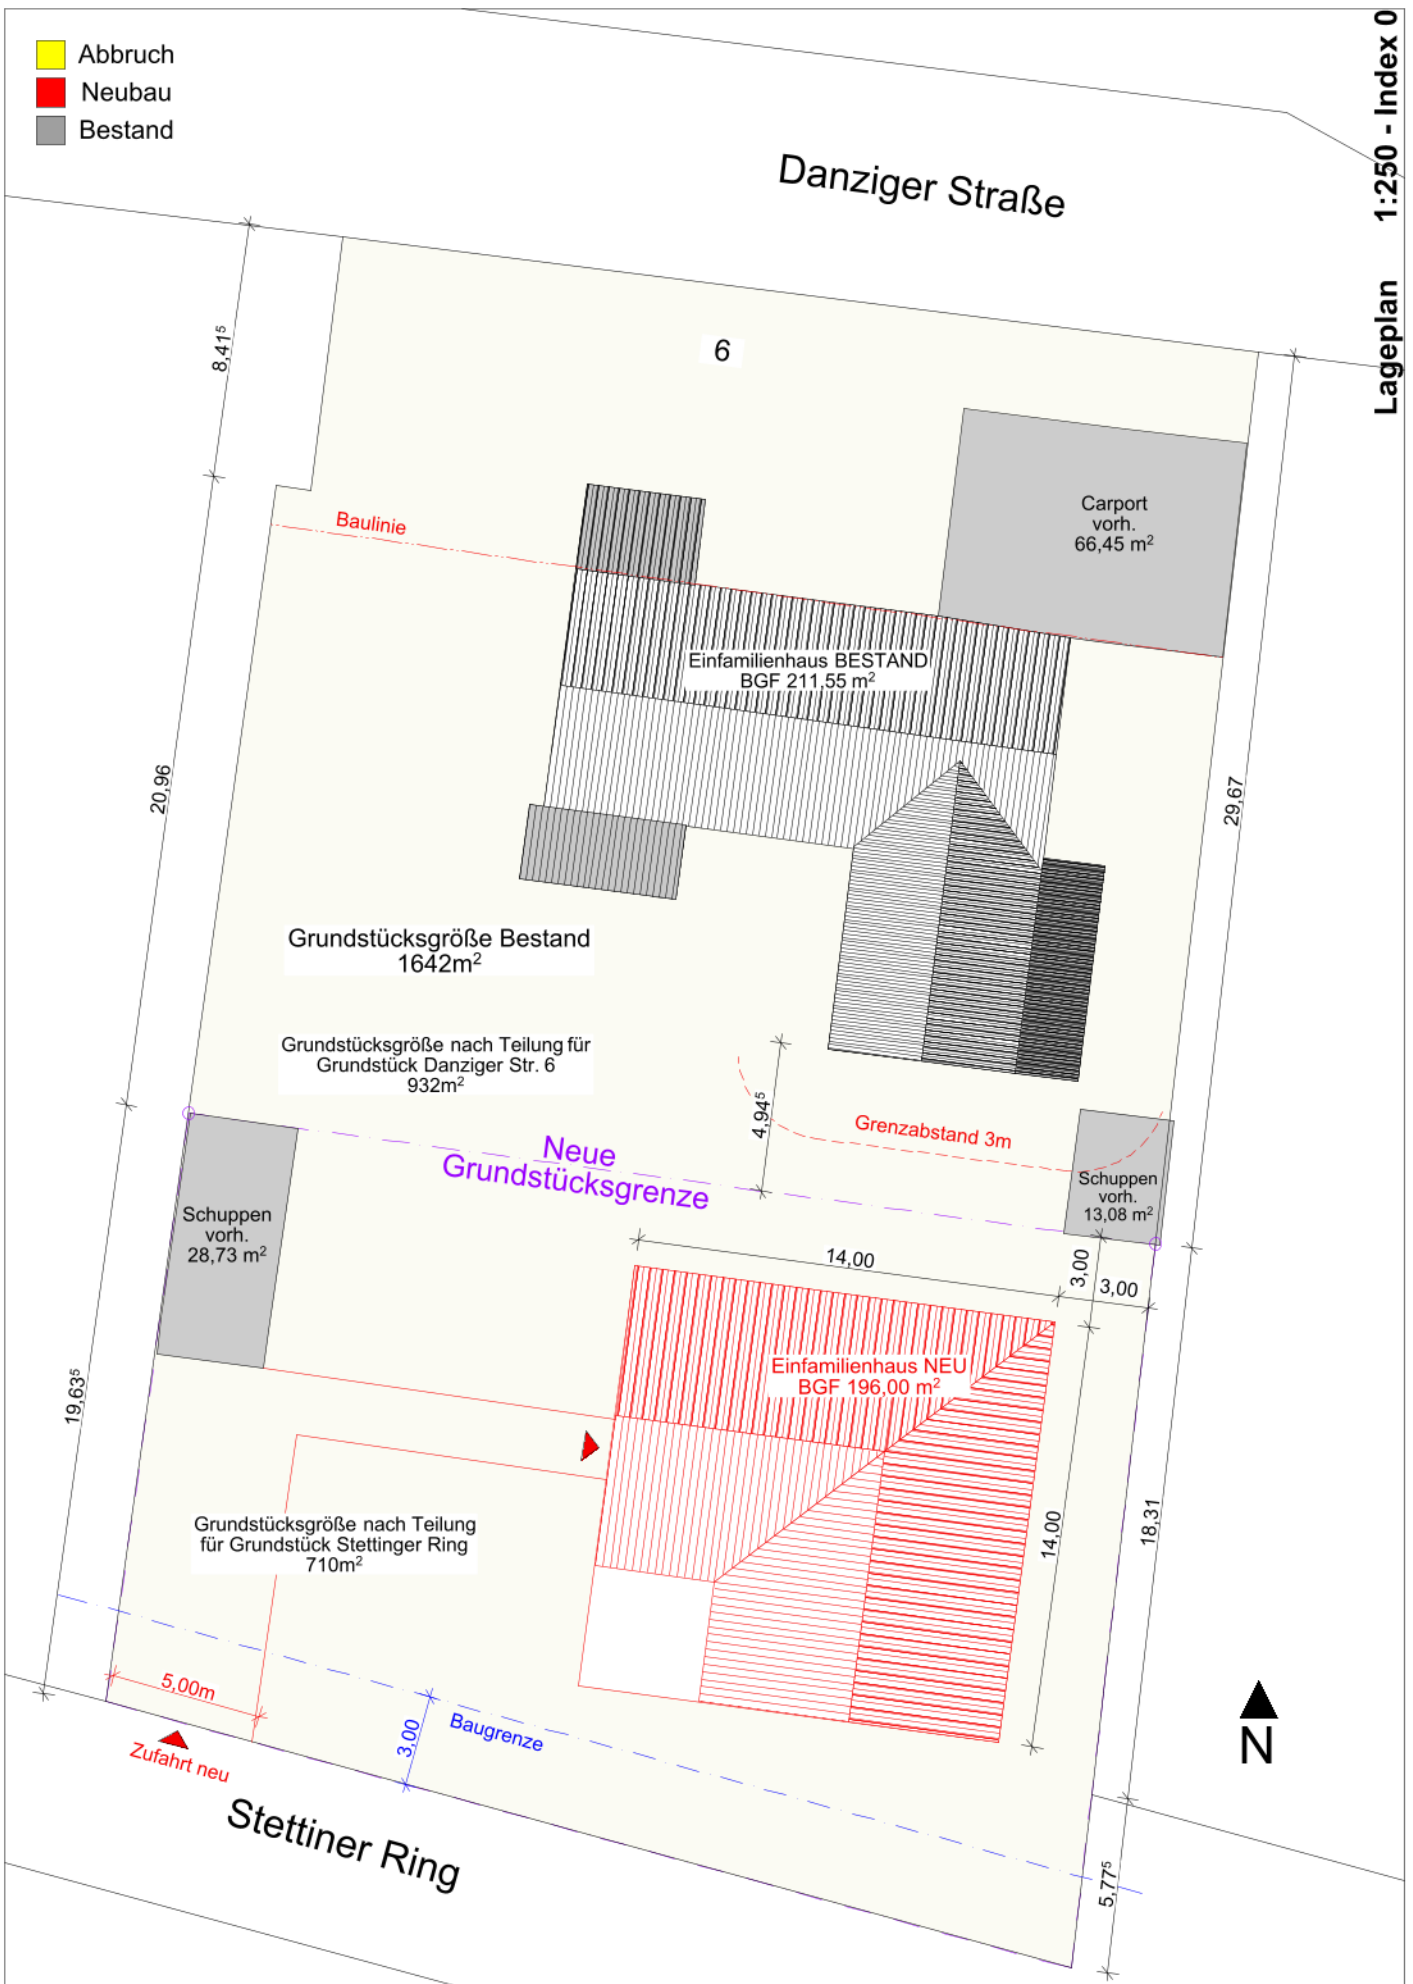 Abbruch
Neubau
Bestand
Lageplan 1:250 - Index 0
Danziger Straße
8,41⁵
6
Baulinie
Carport
vorh.
66,45 m²
Einfamilienhaus BESTAND
BGF 211,55 m²
20,96
29,67
Grundstücksgröße Bestand
1642m²
Grundstücksgröße nach Teilung für
Grundstück Danziger Str. 6
932m²
4,94⁵
Grenzabstand 3m
Neue
Grundstücksgrenze
Schuppen
vorh.
13,08 m²
Schuppen
vorh.
28,73 m²
14,00
3,00
3,00
Einfamilienhaus NEU
BGF 196,00 m²
19,63⁵
14,00
18,31
Grundstücksgröße nach Teilung
für Grundstück Stettinger Ring
710m²
5,00m
3,00
Baugrenze
Zufahrt neu
N
Stettiner Ring
5,77⁵